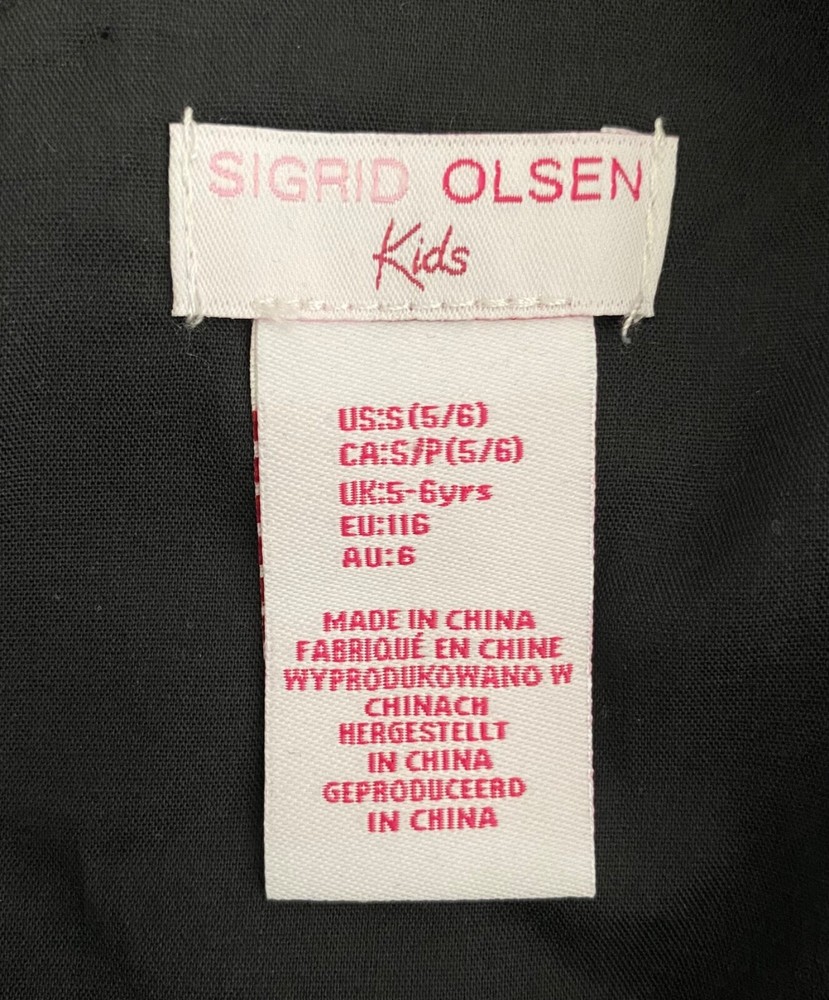 SIGRID OLSEN
Kids
US:S(5/6)
CA:S/P(5/6)
UK:5-6yrs
EU:116
AU:6
MADE IN CHINA
FABRIQUÉ EN CHINE
WYPRODUKOWANO W
CHINACH
HERGESTELLT
IN CHINA
GEPRODUCEERD
IN CHINA